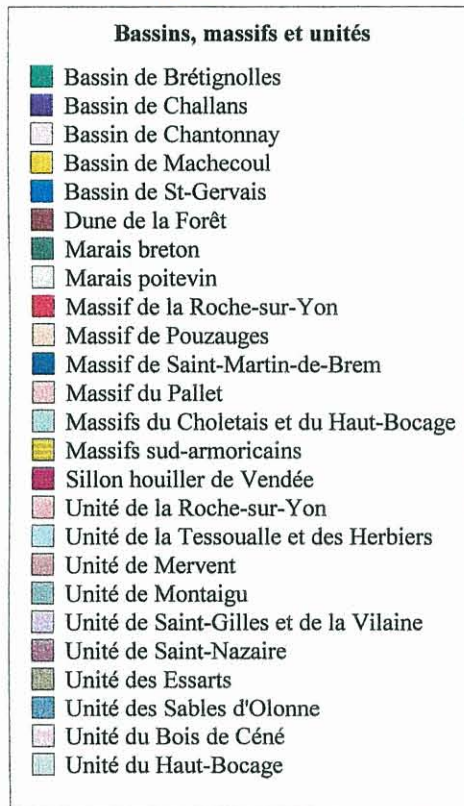 Bassins, massifs et unités
Bassin de Brétignolles
Bassin de Challans
Bassin de Chantonnay
Bassin de Machecoul
Bassin de St-Gervais
Dune de la Forêt
Marais breton
Marais poitevin
Massif de la Roche-sur-Yon
Massif de Pouzauges
Massif de Saint-Martin-de-Brem
Massif du Pallet
Massifs du Choletais et du Haut-Bocage
Massifs sud-armoricains
Sillon houiller de Vendée
Unité de la Roche-sur-Yon
Unité de la Tessoualle et des Herbiers
Unité de Mervent
Unité de Montaigu
Unité de Saint-Gilles et de la Vilaine
Unité de Saint-Nazaire
Unité des Essarts
Unité des Sables d'Olonne
Unité du Bois de Céné
Unité du Haut-Bocage